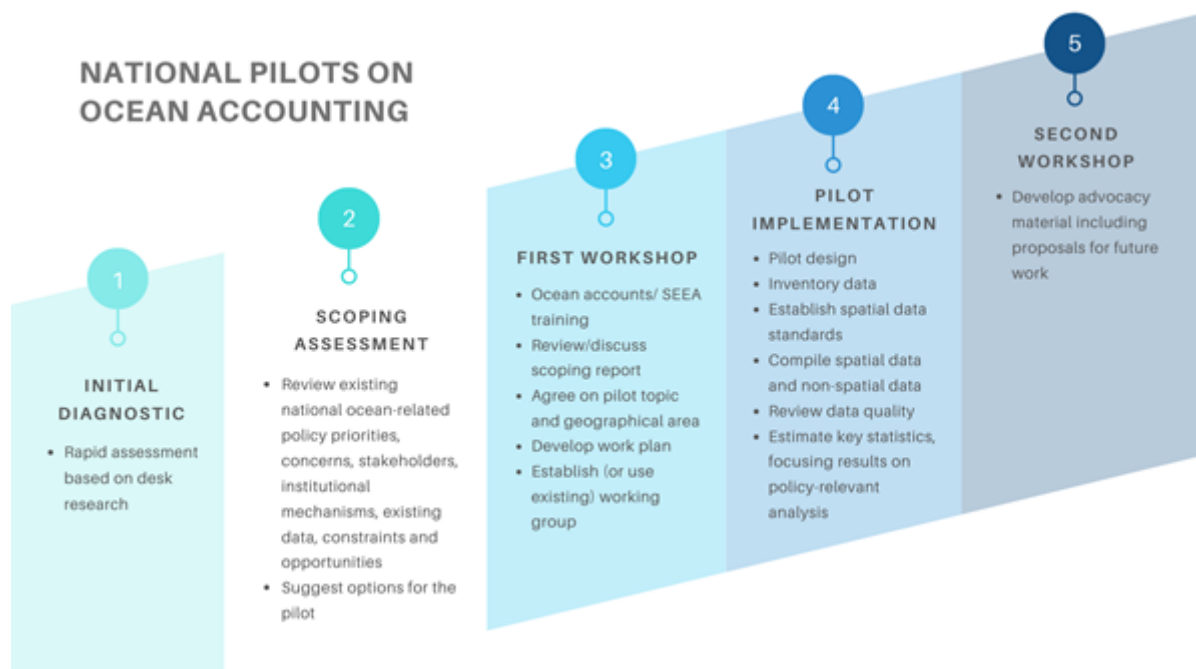 NATIONAL PILOTS ON
OCEAN ACCOUNTING
1
INITIAL
DIAGNOSTIC
• Rapid assessment
based on desk
research
2
SCOPING
ASSESSMENT
• Review existing
national ocean-related
policy priorities,
concerns, stakeholders,
institutional
mechanisms, existing
data, constraints and
opportunities
• Suggest options for the
pilot
3
FIRST WORKSHOP
• Ocean accounts/ SEEA
training
• Review/discuss
scoping report
• Agree on pilot topic
and geographical area
• Develop work plan
• Establish (or use
existing) working
group
4
PILOT
IMPLEMENTATION
• Pilot design
• Inventory data
• Establish spatial data
standards
• Compile spatial data
and non-spatial data
• Review data quality
• Estimate key statistics,
focusing results on
policy-relevant
analysis
5
SECOND
WORKSHOP
• Develop advocacy
material including
proposals for future
work